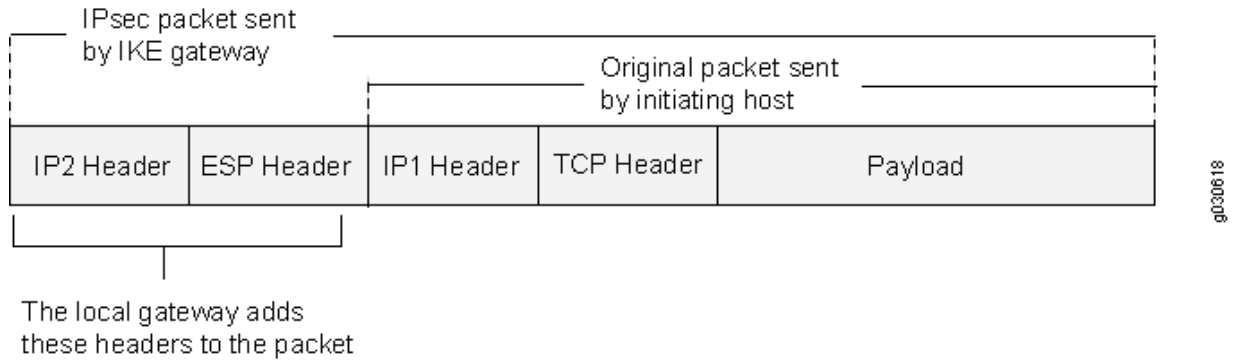 IPsec packet sent
by IKE gateway
Original packet sent
by initiating host
IP2 Header
ESP Header
IP1 Header
TCP Header
Payload
g030618
The local gateway adds
these headers to the packet